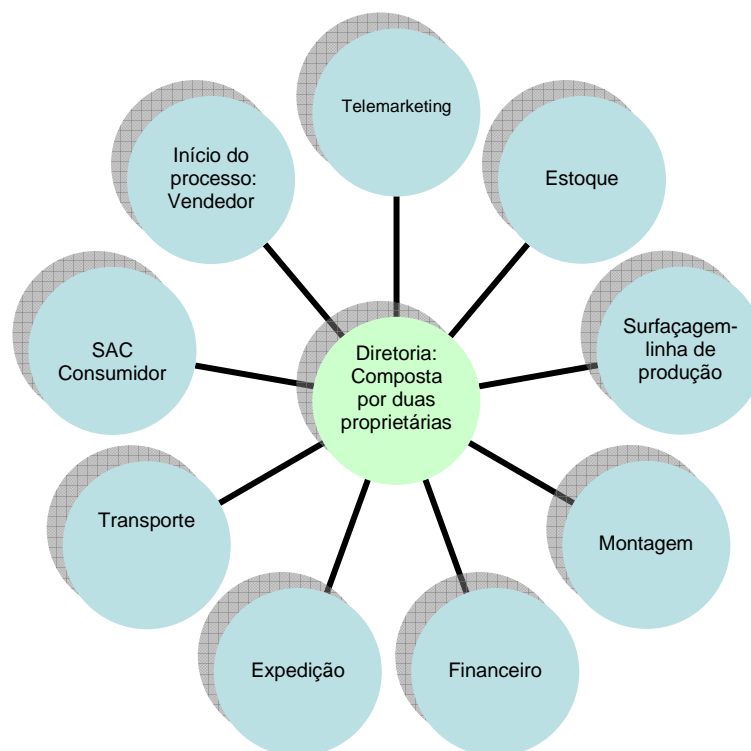 Telemarketing
Início do
processo:
Vendedor
Estoque
SAC
Consumidor
Diretoria:
Composta
por duas
proprietárias
Surfaçagem-
linha de
produção
Transporte
Montagem
Expedição
Financeiro